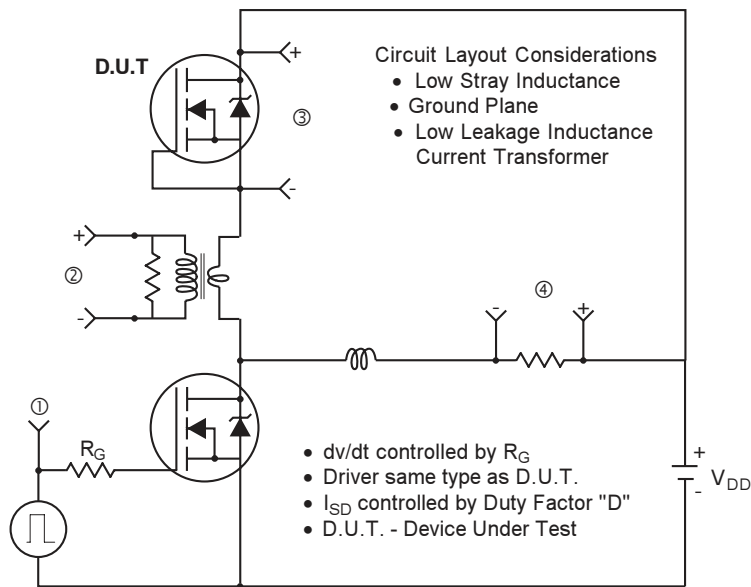 D.U.T
+
Circuit Layout Considerations
• Low Stray Inductance
• Ground Plane
• Low Leakage Inductance
Current Transformer
③
-
+
②
-
④
- +
①
R_G
• dv/dt controlled by R_G
• Driver same type as D.U.T.
• I_SD controlled by Duty Factor "D"
• D.U.T. - Device Under Test
+
V_DD
-